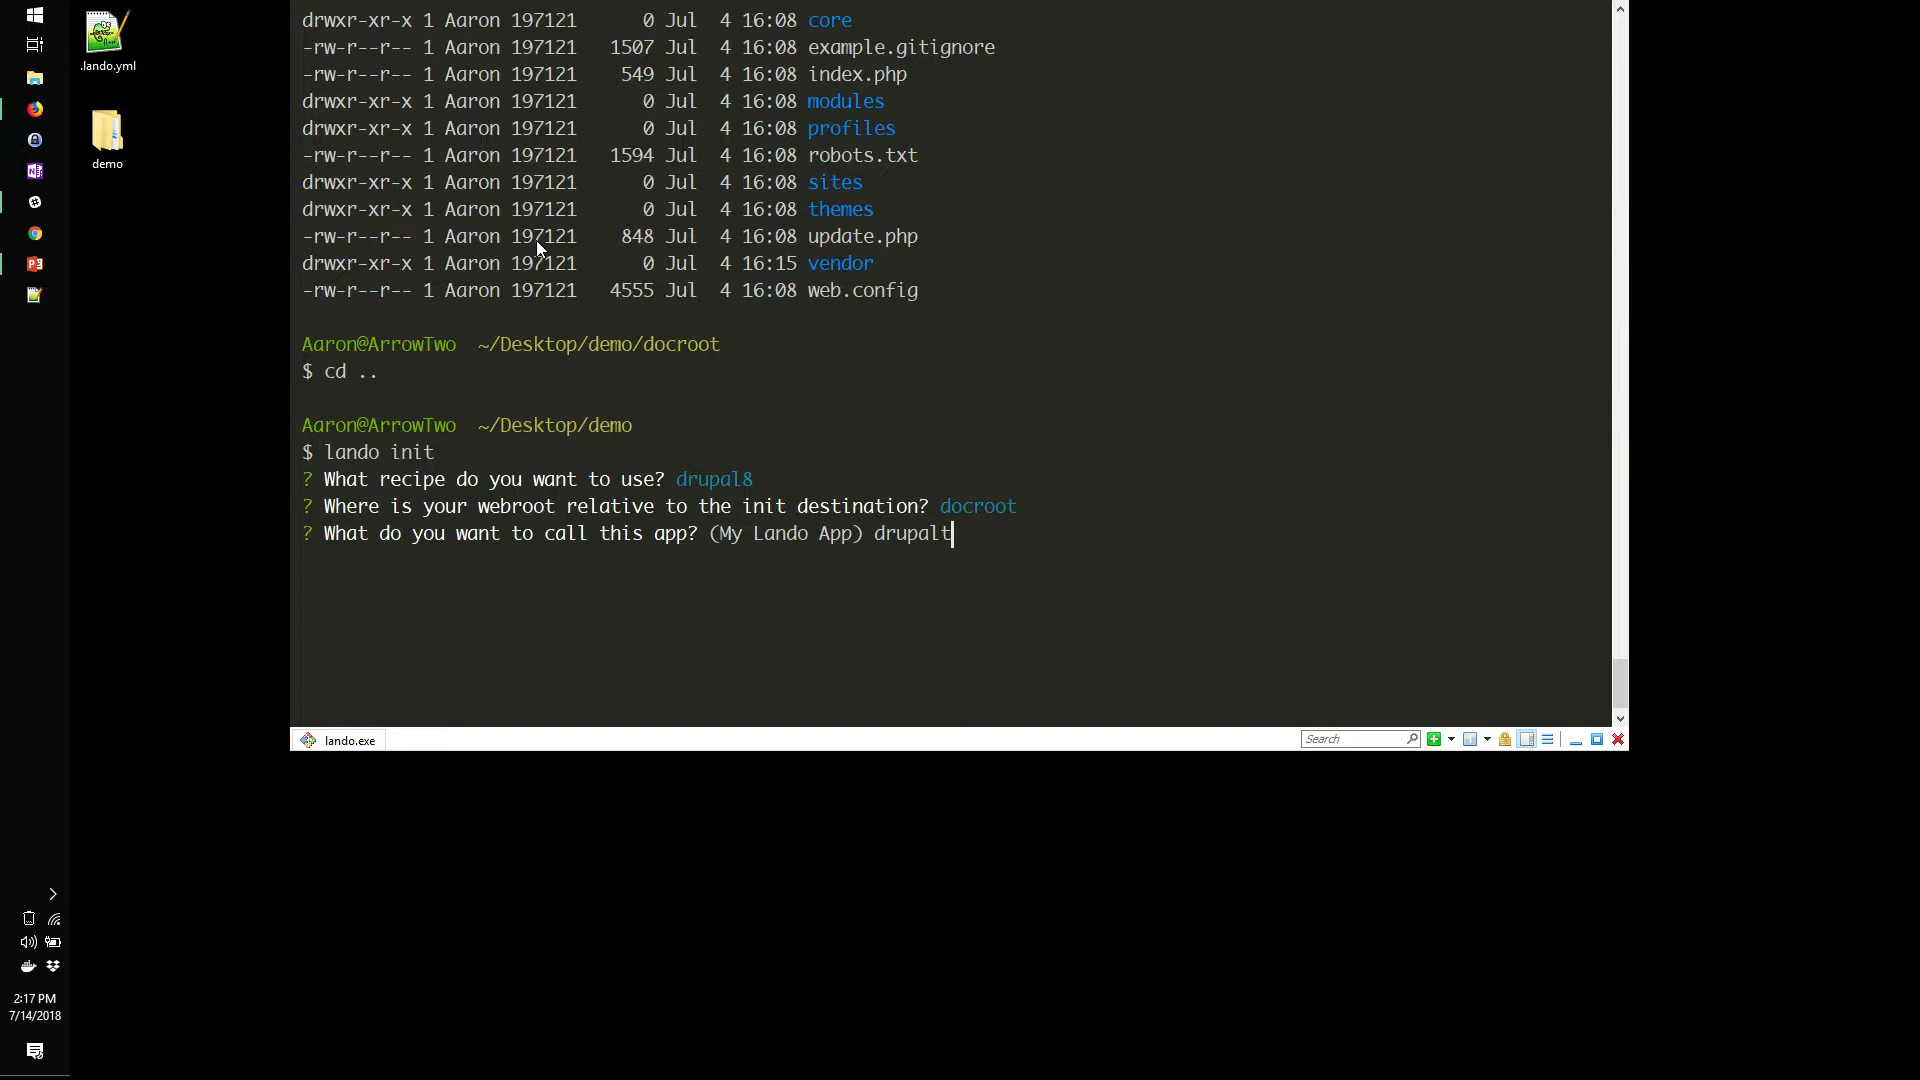 .lando.yml
demo
drwxr-xr-x 1 Aaron 197121 0 Jul 4 16:08 core
-rw-r--r-- 1 Aaron 197121 1507 Jul 4 16:08 example.gitignore
-rw-r--r-- 1 Aaron 197121 549 Jul 4 16:08 index.php
drwxr-xr-x 1 Aaron 197121 0 Jul 4 16:08 modules
drwxr-xr-x 1 Aaron 197121 0 Jul 4 16:08 profiles
-rw-r--r-- 1 Aaron 197121 1594 Jul 4 16:08 robots.txt
drwxr-xr-x 1 Aaron 197121 0 Jul 4 16:08 sites
drwxr-xr-x 1 Aaron 197121 0 Jul 4 16:08 themes
-rw-r--r-- 1 Aaron 197121 848 Jul 4 16:08 update.php
drwxr-xr-x 1 Aaron 197121 0 Jul 4 16:15 vendor
-rw-r--r-- 1 Aaron 197121 4555 Jul 4 16:08 web.config
Aaron@ArrowTwo ~/Desktop/demo/docroot
$ cd ..
Aaron@ArrowTwo ~/Desktop/demo
$ lando init
? What recipe do you want to use? drupal8
? Where is your webroot relative to the init destination? docroot
? What do you want to call this app? (My Lando App) drupalt
lando.exe
Search
2:17 PM
7/14/2018